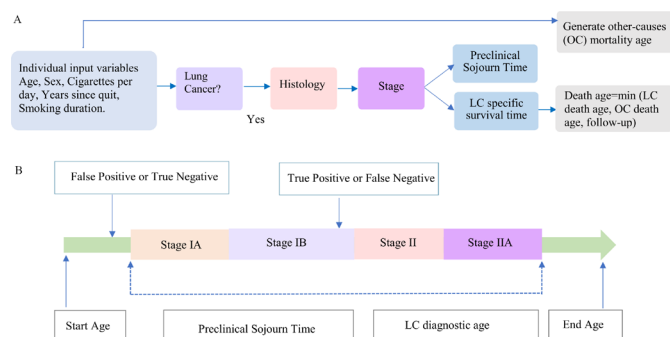 A
Generate other-causes
(OC) mortality age
Individual input variables
Age, Sex, Cigarettes per
day, Years since quit,
Smoking duration.
Lung
Cancer?
Yes
Histology
Stage
Preclinical
Sojourn Time
LC specific
survival time
Death age=min (LC
death age, OC death
age, follow-up)
B
False Positive or True Negative
True Positive or False Negative
Stage IA
Stage IB
Stage II
Stage IIA
Start Age
Preclinical Sojourn Time
LC diagnostic age
End Age